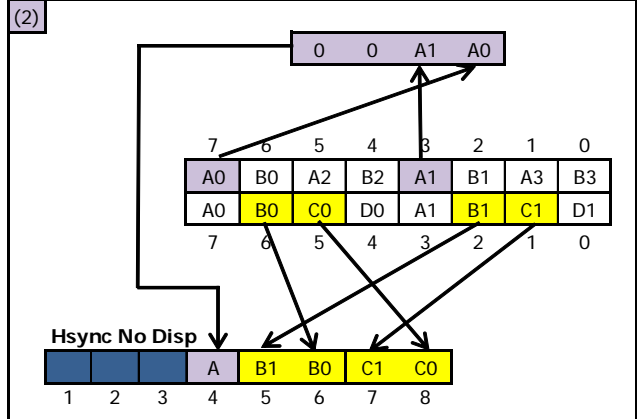 (2)
0 0 A1 A0
7 6 5 4 3 2 1 0
A0 B0 A2 B2 A1 B1 A3 B3
A0 B0 C0 D0 A1 B1 C1 D1
7 6 5 4 3 2 1 0
Hsync No Disp
A B1 B0 C1 C0
1 2 3 4 5 6 7 8